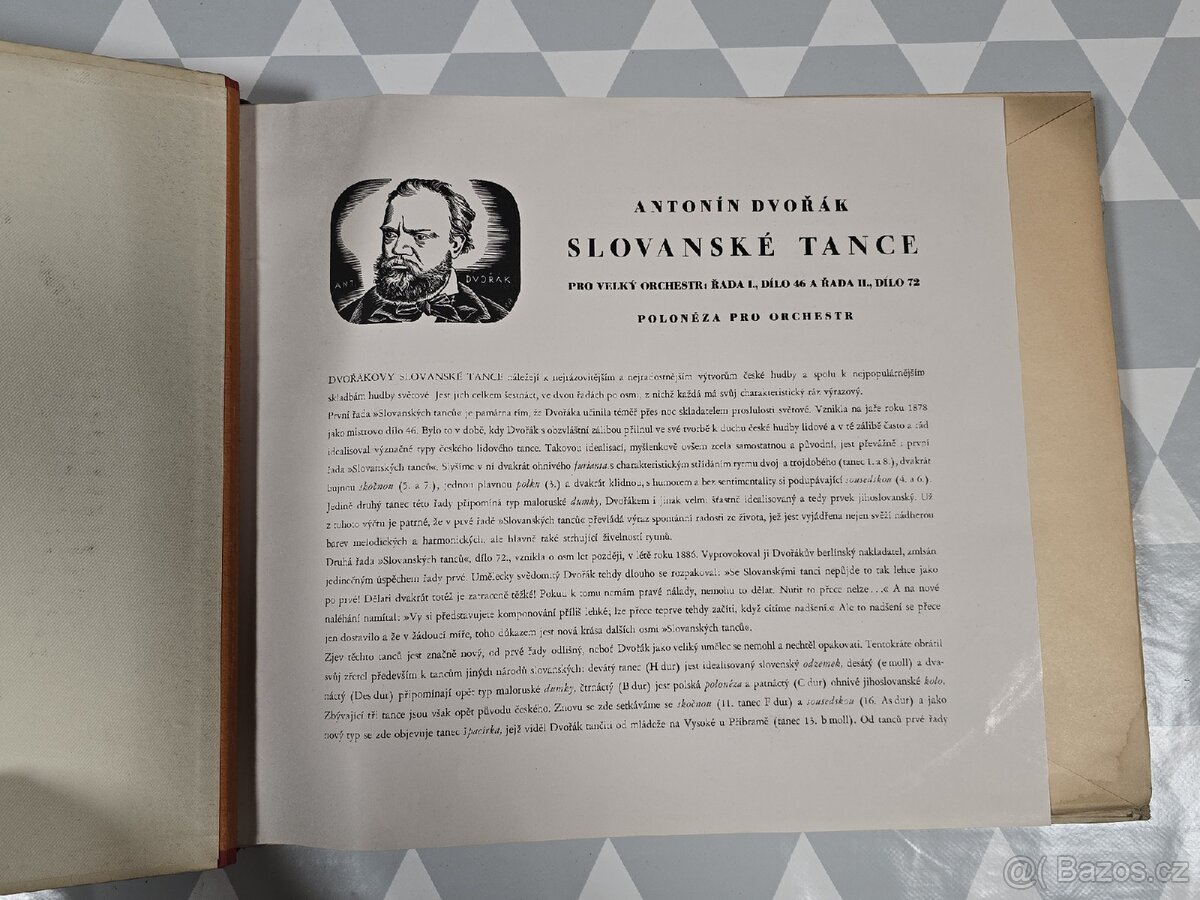 ANT. DVOŘÁK
ANTONÍN DVOŘÁK
SLOVANSKÉ TANCE
PRO VELKÝ ORCHESTR: ŘADA I., DÍLO 46 A ŘADA II., DÍLO 72
POLONÉZA PRO ORCHESTR
DVOŘÁKOVY SLOVANSKÉ TANCE náležejí k nejrázovitějším a nejradostnějším výtvorům české hudby a spolu k nejpopulárnějším
skladbám hudby světové. Jest jich celkem šestnáct, ve dvou řadách po osmi, z nichž každá má svůj charakteristický ráz výrazový.
První řada »Slovanských tanců« je památna tím, že Dvořáka učinila téměř přes noc skladatelem proslulosti světové. Vznikla na jaře roku 1878
jako mistrovo dílo 46. Bylo to v době, kdy Dvořák s obzvláštní zálibou přilnul ve své tvorbě k duchu české hudby lidové a v té zálibě často a rád
idealisoval význačné typy českého lidového tance. Takovou idealisací, myšlenkově ovšem zcela samostatnou a původní, jest převážně i první
řada »Slovanských tanců«. Slyšíme v ní dvakrát ohnivého furianta s charakteristickým střídáním rytmu dvoj- a trojdobého (tanec 1. a 8.), dvakrát
bujnou skočnou (5. a 7.), jednou plavnou polku (3.) a dvakrát klidnou, s humorem a bez sentimentality si podupávající sousedskou (4. a 6.).
Jedině druhý tanec této řady připomíná typ maloruské dumky, Dvořákem i jinak velmi šťastně idealisovaný a tedy prvek jihoslovanský. Už
z tohoto výčtu je patrné, že v prvé řadě »Slovanských tanců« převládá výraz spontánní radosti ze života, jež jest vyjádřena nejen svěží nádherou
barev melodických a harmonických, ale hlavně také strhující živelností rytmů.
Druhá řada »Slovanských tanců«, dílo 72., vznikla o osm let později, v létě roku 1886. Vyprovokoval ji Dvořákův berlínský nakladatel, zmlsán
jedinečným úspěchem řady prvé. Umělecky svědomitý Dvořák tehdy dlouho se rozpakoval: »Se Slovanskými tanci nepůjde to tak lehce jako
po prvé! Dělati dvakrát totéž je zatraceně těžké! Pokud k tomu nemám pravé nálady, nemohu to dělat. Nutit to přece nelze...« A na nové
naléhání namítal: »Vy si představujete komponování příliš lehké; lze přece teprve tehdy začíti, když cítíme nadšení.« Ale to nadšení se přece
jen dostavilo a že v žádoucí míře, toho důkazem jest nová krása dalších osmi »Slovanských tanců«.
Zjev těchto tanců jest značně nový, od prvé řady odlišný, neboť Dvořák jako veliký umělec se nemohl a nechtěl opakovati. Tentokráte obrátil
svůj zřetel především k tancům jiných národů slovanských: devátý tanec (H dur) jest idealisovaný slovenský odzemek, desátý (e moll) a dva-
náctý (Des dur) připomínají opět typ maloruské dumky, čtrnáctý (B dur) jest polská polonéza a patnáctý (C dur) ohnivé jihoslovanské kolo.
Zbývající tři tance jsou však opět původu českého. Znovu se zde setkáváme se skočnou (11. tanec F dur) a sousedskou (16. As dur) a jako
nový typ se zde objevuje tanec špacírka, jejž viděl Dvořák tančiti od mládeže na Vysoké u Příbramě (tanec 13. b moll). Od tanců prvé řady
@( Bazos.cz